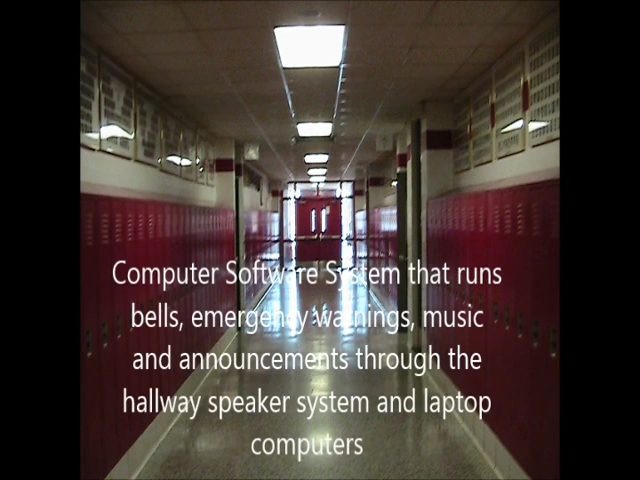 Computer Software System that runs
bells, emergency warnings, music
and announcements through the
hallway speaker system and laptop
computers